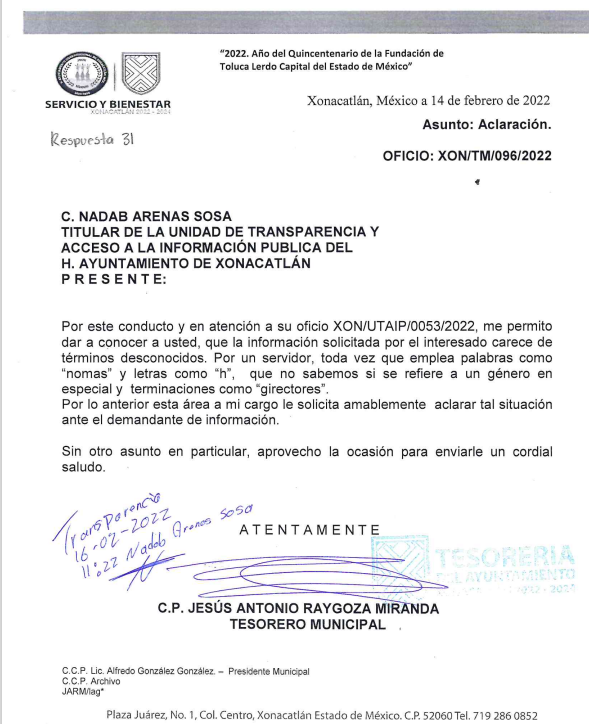 "2022. Año del Quincentenario de la Fundación de
Toluca Lerdo Capital del Estado de México"
SERVICIO Y BIENESTAR
XONACATLÁN 2022 - 2024
Xonacatlán, México a 14 de febrero de 2022
Respuesta 31
Asunto: Aclaración.
OFICIO: XON/TM/096/2022
C. NADAB ARENAS SOSA
TITULAR DE LA UNIDAD DE TRANSPARENCIA Y
ACCESO A LA INFORMACIÓN PUBLICA DEL
H. AYUNTAMIENTO DE XONACATLÁN
P R E S E N T E:
Por este conducto y en atención a su oficio XON/UTAIP/0053/2022, me permito
dar a conocer a usted, que la información solicitada por el interesado carece de
términos desconocidos. Por un servidor, toda vez que emplea palabras como
"nomas" y letras como "h", que no sabemos si se refiere a un género en
especial y terminaciones como "girectores".
Por lo anterior esta área a mi cargo le solicita amablemente aclarar tal situación
ante el demandante de información.
Sin otro asunto en particular, aprovecho la ocasión para enviarle un cordial
saludo.
Transparencia
16-02-2022
11:22 Nadab Arenas Sosa
A T E N T A M E N T E
TESORERIA
DEL AYUNTAMIENTO
2022 - 2024
C.P. JESÚS ANTONIO RAYGOZA MIRANDA
TESORERO MUNICIPAL
C.C.P. Lic. Alfredo González González. – Presidente Municipal
C.C.P. Archivo
JARM/lag*
Plaza Juárez, No. 1, Col. Centro, Xonacatlán Estado de México. C.P. 52060 Tel. 719 286 0852